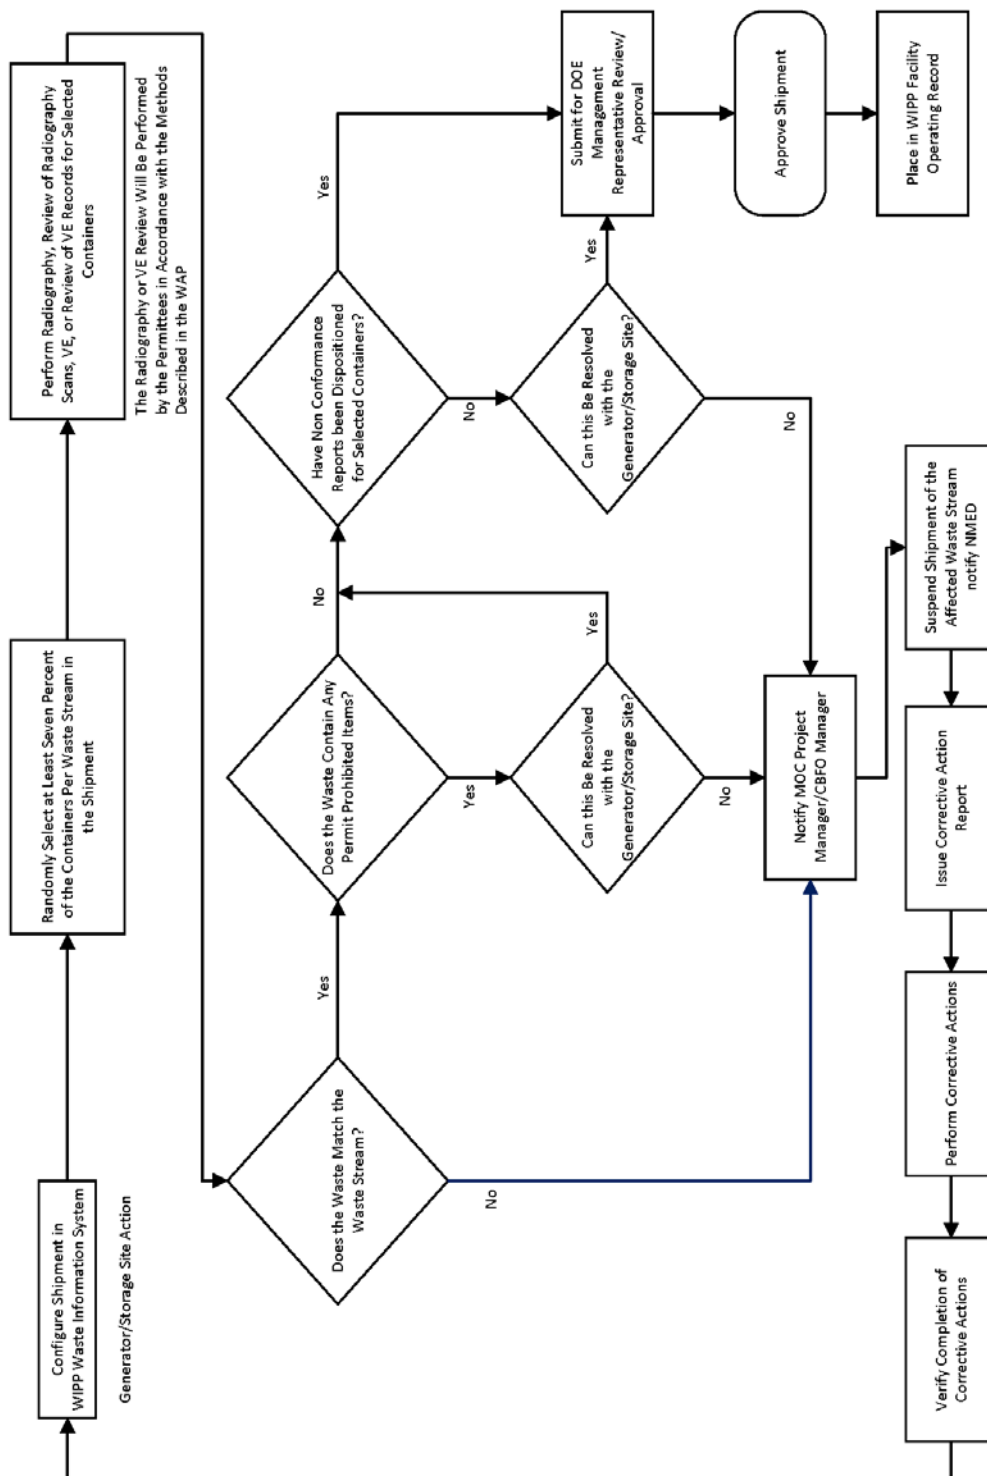 Configure Shipment in
WIPP Waste Information System
Generator/Storage Site Action
Randomly Select at Least Seven Percent
of the Containers Per Waste Stream in
the Shipment
Perform Radiography, Review of Radiography
Scans, VE, or Review of VE Records for Selected
Containers
The Radiography or VE Review Will Be Performed
by the Permittees in Accordance with the Methods
Described in the WAP
Does the Waste Match the
Waste Stream?
Yes
No
Does the Waste Contain Any
Permit Prohibited Items?
No
Yes
Have Non Conformance
Reports been Dispositioned
for Selected Containers?
Yes
No
Can this Be Resolved
with the
Generator/Storage Site?
Yes
No
Can this Be Resolved
with the
Generator/Storage Site?
Yes
No
Submit for DOE
Management
Representative Review/
Approval
Approve Shipment
Place in WIPP Facility
Operating Record
Notify MOC Project
Manager/CBFO Manager
Suspend Shipment of the
Affected Waste Stream
notify NMED
Issue Corrective Action
Report
Perform Corrective Actions
Verify Completion of
Corrective Actions